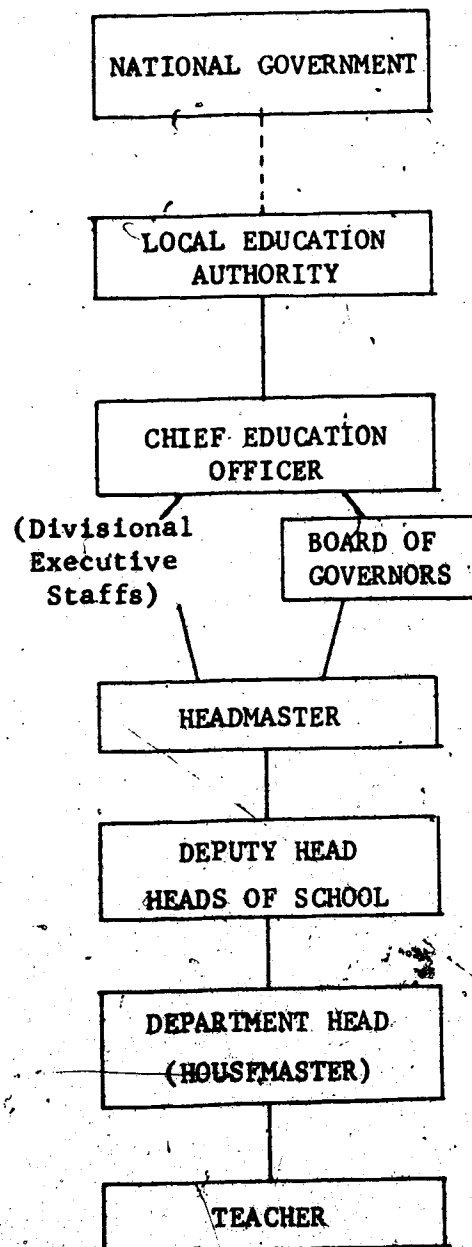 NATIONAL GOVERNMENT
LOCAL EDUCATION
AUTHORITY
CHIEF EDUCATION
OFFICER
(Divisional
Executive
Staffs)
BOARD OF
GOVERNORS
HEADMASTER
DEPUTY HEAD
HEADS OF SCHOOL
DEPARTMENT HEAD
(HOUSEMASTER)
TEACHER